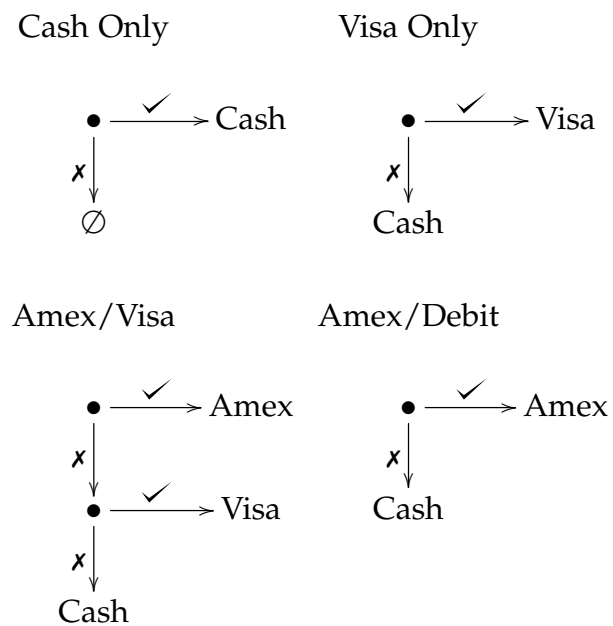 Cash Only
Visa Only
✓
Cash
✗
∅
✓
Visa
✗
Cash
Amex/Visa
Amex/Debit
✓
Amex
✗
✓
Visa
✗
Cash
✓
Amex
✗
Cash